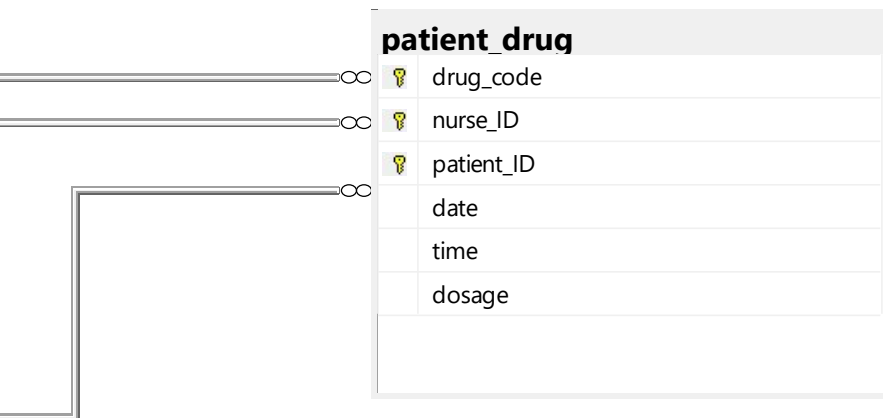 patient_drug
drug_code
nurse_ID
patient_ID
date
time
dosage